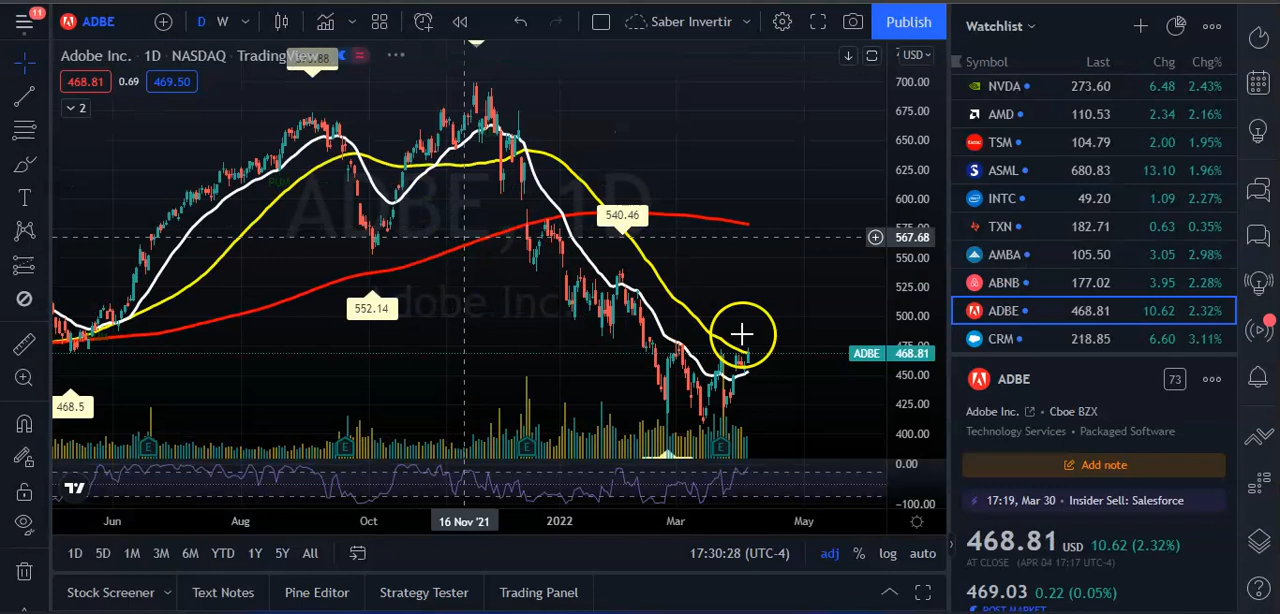 11
ADBE
D W
Saber Invertir
Publish
Adobe Inc. · 1D · NASDAQ · TradingView
USD
468.81 0.69 469.50
2
ADBE, 1D
Adobe Inc.
552.14
540.46
468.5
700.00
675.00
650.00
625.00
600.00
567.68
550.00
525.00
500.00
ADBE 468.81
450.00
425.00
400.00
0.00
-100.00
E E E E
Jun Aug Oct 16 Nov '21 2022 Mar May
1D 5D 1M 3M 6M YTD 1Y 5Y All
17:30:28 (UTC-4) adj % log auto
Stock Screener Text Notes Pine Editor Strategy Tester Trading Panel
Watchlist
Symbol Last Chg Chg%
NVDA 273.60 6.48 2.43%
AMD 110.53 2.34 2.16%
TSM 104.79 2.00 1.95%
ASML 680.83 13.10 1.96%
INTC 49.20 1.09 2.27%
TXN 182.71 0.63 0.35%
AMBA 105.50 3.05 2.98%
ABNB 177.02 3.95 2.28%
ADBE 468.81 10.62 2.32%
CRM 218.85 6.60 3.11%
ADBE 73
Adobe Inc. · Cboe BZX
Technology Services · Packaged Software
Add note
17:19, Mar 30 · Insider Sell: Salesforce
468.81 USD 10.62 (2.32%)
AT CLOSE (APR 04 17:17 UTC-4)
469.03 0.22 (0.05%)
POST MARKET